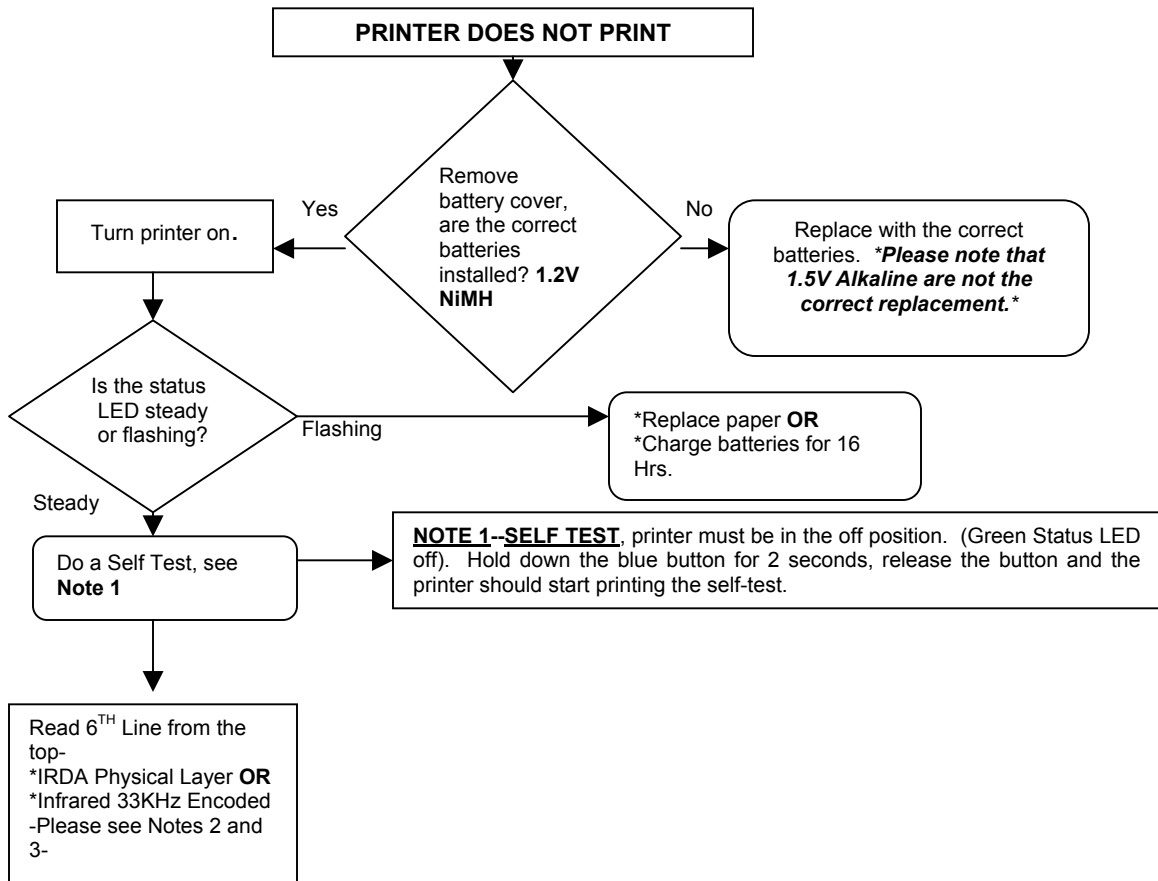 PRINTER DOES NOT PRINT
Remove
battery cover,
are the correct
batteries
installed? 1.2V
NiMH
Yes
No
Turn printer on.
Replace with the correct
batteries. *Please note that
1.5V Alkaline are not the
correct replacement.*
Is the status
LED steady
or flashing?
Flashing
*Replace paper OR
*Charge batteries for 16
Hrs.
Steady
Do a Self Test, see
Note 1
NOTE 1--SELF TEST, printer must be in the off position. (Green Status LED
off). Hold down the blue button for 2 seconds, release the button and the
printer should start printing the self-test.
Read 6TH Line from the
top-
*IRDA Physical Layer OR
*Infrared 33KHz Encoded
-Please see Notes 2 and
3-